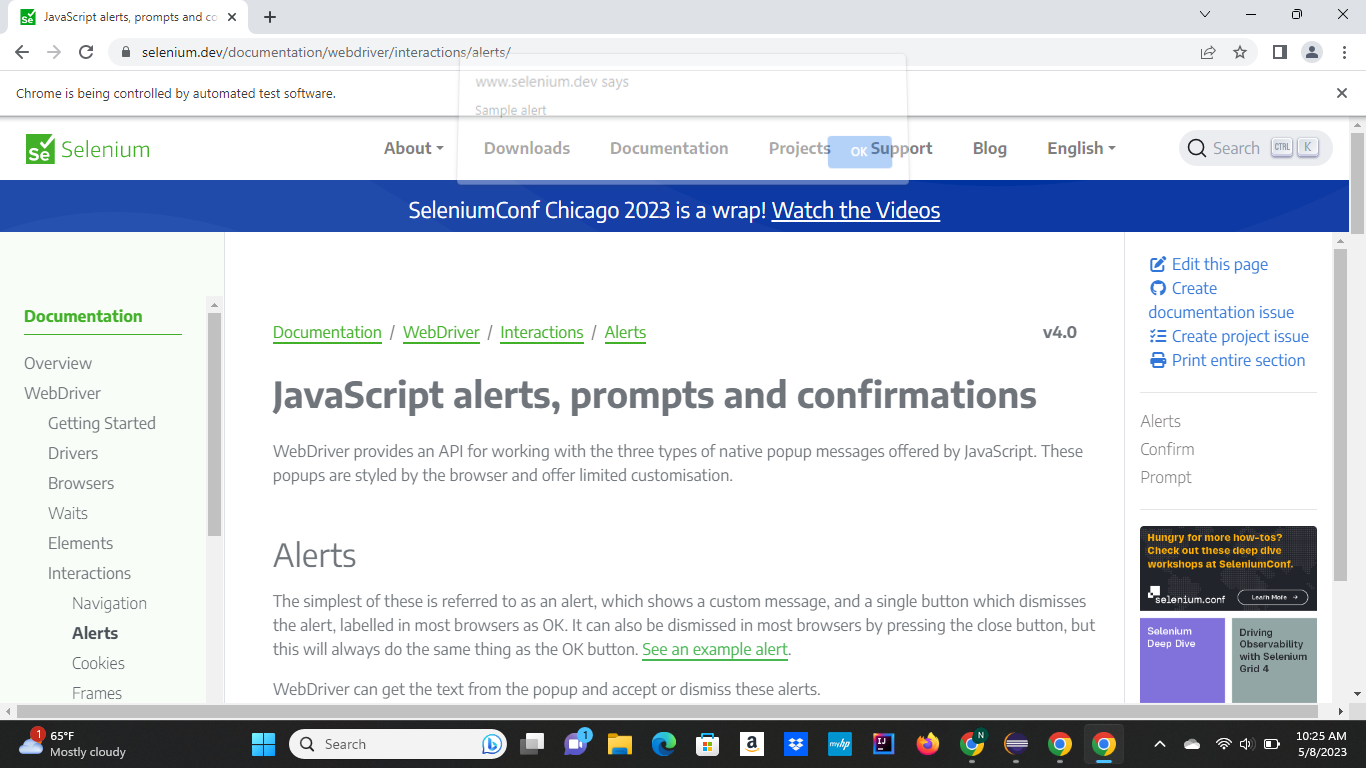 JavaScript alerts, prompts and co
selenium.dev/documentation/webdriver/interactions/alerts/
Chrome is being controlled by automated test software.
www.selenium.dev says
Sample alert
OK
Se Selenium
About
Downloads
Documentation
Projects
Support
Blog
English
Search CTRL K
SeleniumConf Chicago 2023 is a wrap! Watch the Videos
Documentation
Overview
WebDriver
Getting Started
Drivers
Browsers
Waits
Elements
Interactions
Navigation
Alerts
Cookies
Frames
Documentation / WebDriver / Interactions / Alerts
v4.0
JavaScript alerts, prompts and confirmations
WebDriver provides an API for working with the three types of native popup messages offered by JavaScript. These
popups are styled by the browser and offer limited customisation.
Alerts
The simplest of these is referred to as an alert, which shows a custom message, and a single button which dismisses
the alert, labelled in most browsers as OK. It can also be dismissed in most browsers by pressing the close button, but
this will always do the same thing as the OK button. See an example alert.
WebDriver can get the text from the popup and accept or dismiss these alerts.
Edit this page
Create
documentation issue
Create project issue
Print entire section
Alerts
Confirm
Prompt
Hungry for more how-tos?
Check out these deep dive
workshops at SeleniumConf.
selenium.conf
Learn More →
Selenium
Deep Dive
Driving
Observability
with Selenium
Grid 4
1
65°F
Mostly cloudy
Search
1
a
myhp
IJ
N
10:25 AM
5/8/2023